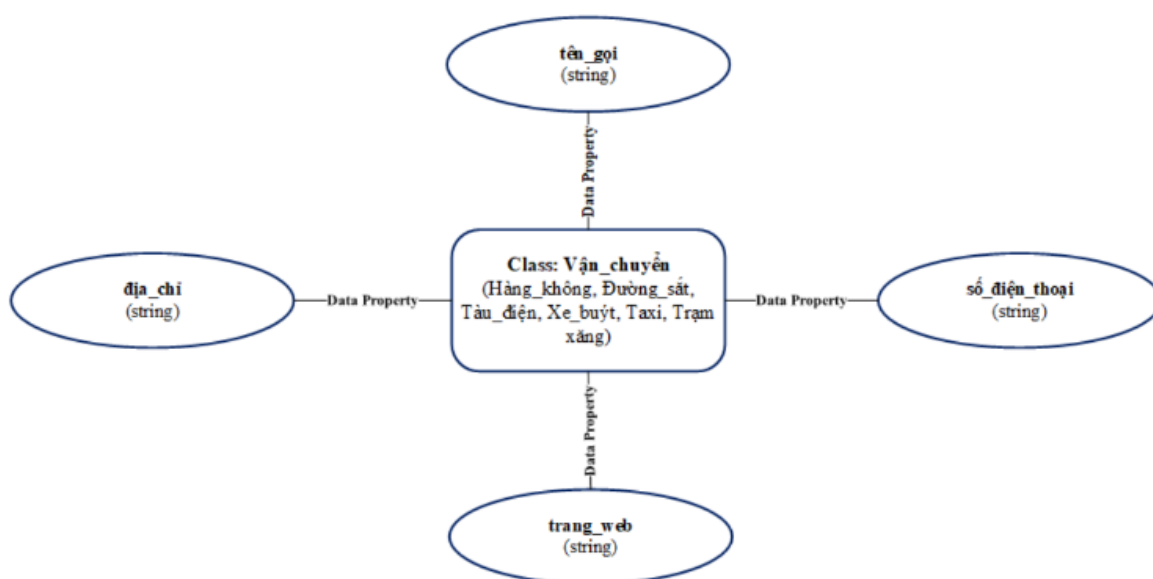 tên_gọi
(string)
Data Property
địa_chỉ
(string)
Data Property
Class: Vận_chuyển
(Hàng_không, Đường_sắt,
Tàu_điện, Xe_buýt, Taxi, Trạm
xăng)
Data Property
số_điện_thoại
(string)
Data Property
trang_web
(string)